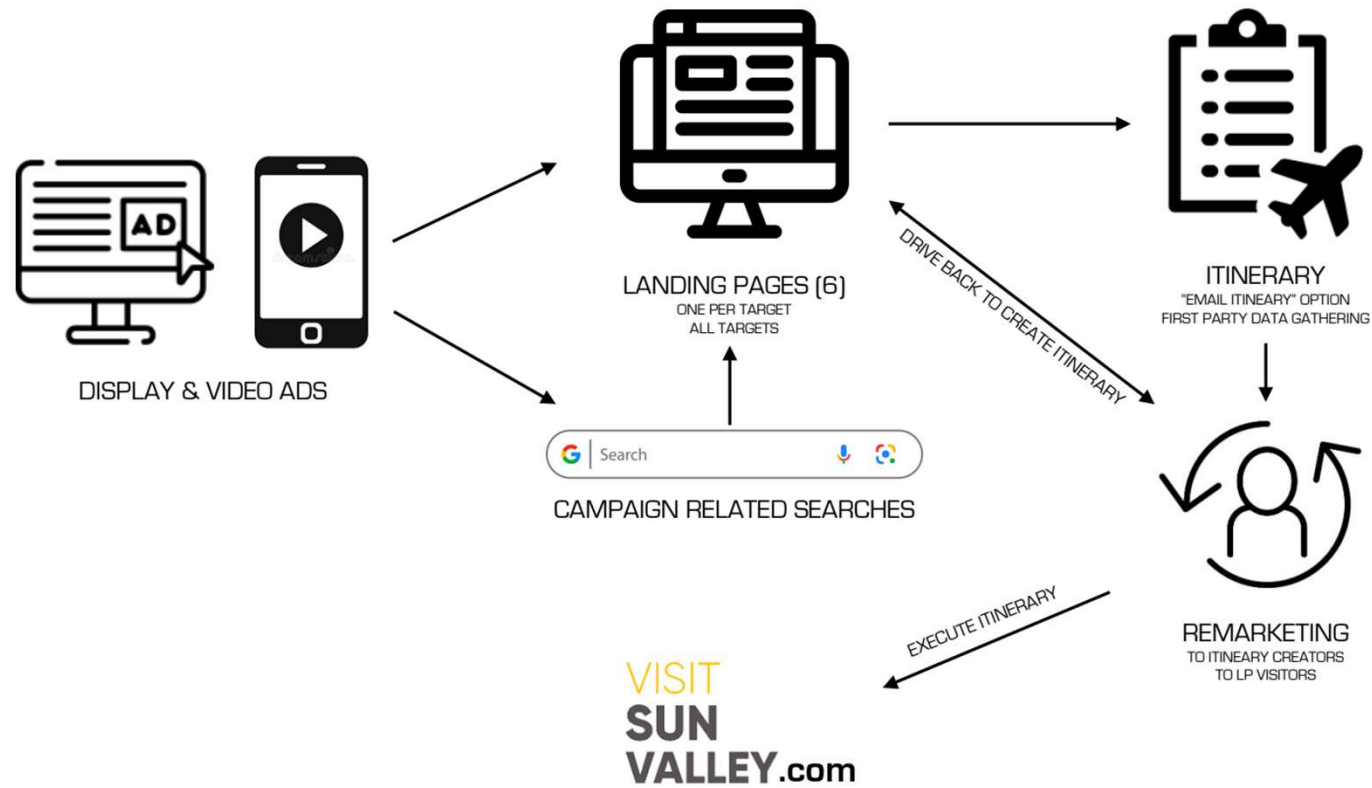 AD
DISPLAY & VIDEO ADS
LANDING PAGES (6)
ONE PER TARGET
ALL TARGETS
Search
CAMPAIGN RELATED SEARCHES
DRIVE BACK TO CREATE ITINERARY
ITINERARY
"EMAIL ITINEARY" OPTION
FIRST PARTY DATA GATHERING
REMARKETING
TO ITINEARY CREATORS
TO LP VISITORS
EXECUTE ITINERARY
VISIT
SUN
VALLEY.com